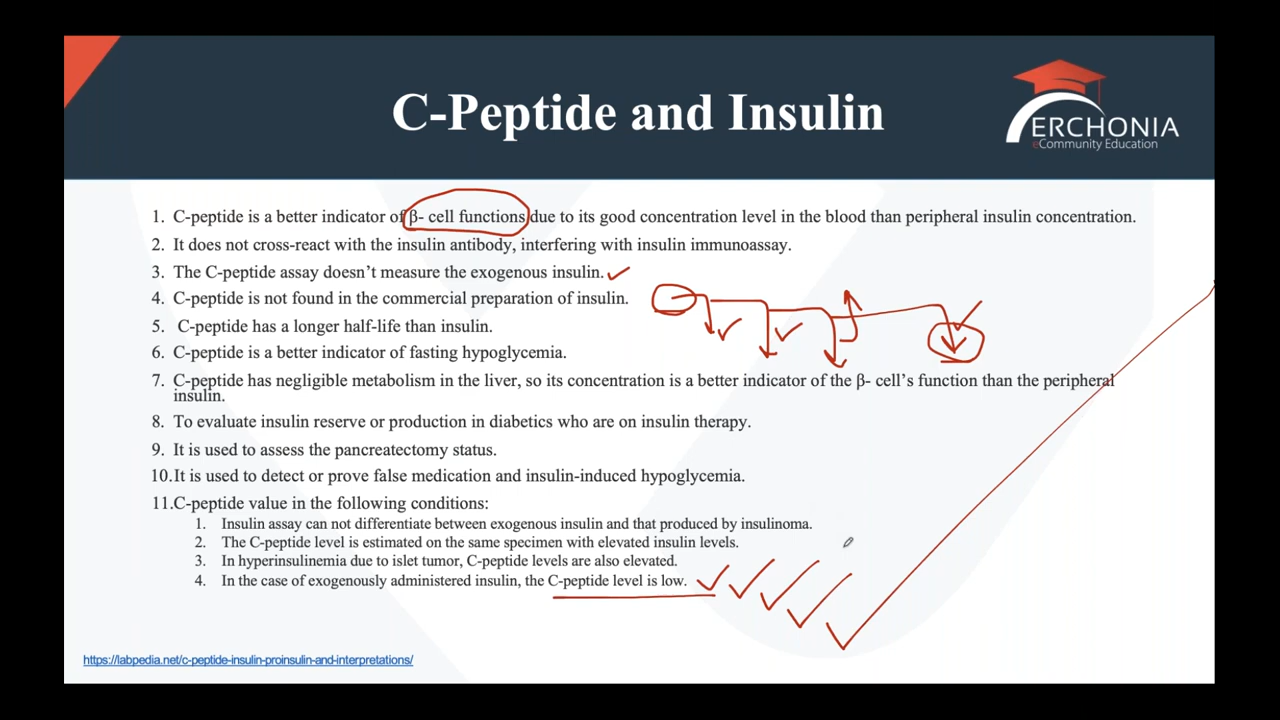 C-Peptide and Insulin
ERCHONIA
eCommunity Education
1. C-peptide is a better indicator of β- cell functions due to its good concentration level in the blood than peripheral insulin concentration.
2. It does not cross-react with the insulin antibody, interfering with insulin immunoassay.
3. The C-peptide assay doesn't measure the exogenous insulin.
4. C-peptide is not found in the commercial preparation of insulin.
5. C-peptide has a longer half-life than insulin.
6. C-peptide is a better indicator of fasting hypoglycemia.
7. C-peptide has negligible metabolism in the liver, so its concentration is a better indicator of the β- cell's function than the peripheral
insulin.
8. To evaluate insulin reserve or production in diabetics who are on insulin therapy.
9. It is used to assess the pancreatectomy status.
10. It is used to detect or prove false medication and insulin-induced hypoglycemia.
11. C-peptide value in the following conditions:
1. Insulin assay can not differentiate between exogenous insulin and that produced by insulinoma.
2. The C-peptide level is estimated on the same specimen with elevated insulin levels.
3. In hyperinsulinemia due to islet tumor, C-peptide levels are also elevated.
4. In the case of exogenously administered insulin, the C-peptide level is low.
https://labpedia.net/c-peptide-insulin-proinsulin-and-interpretations/